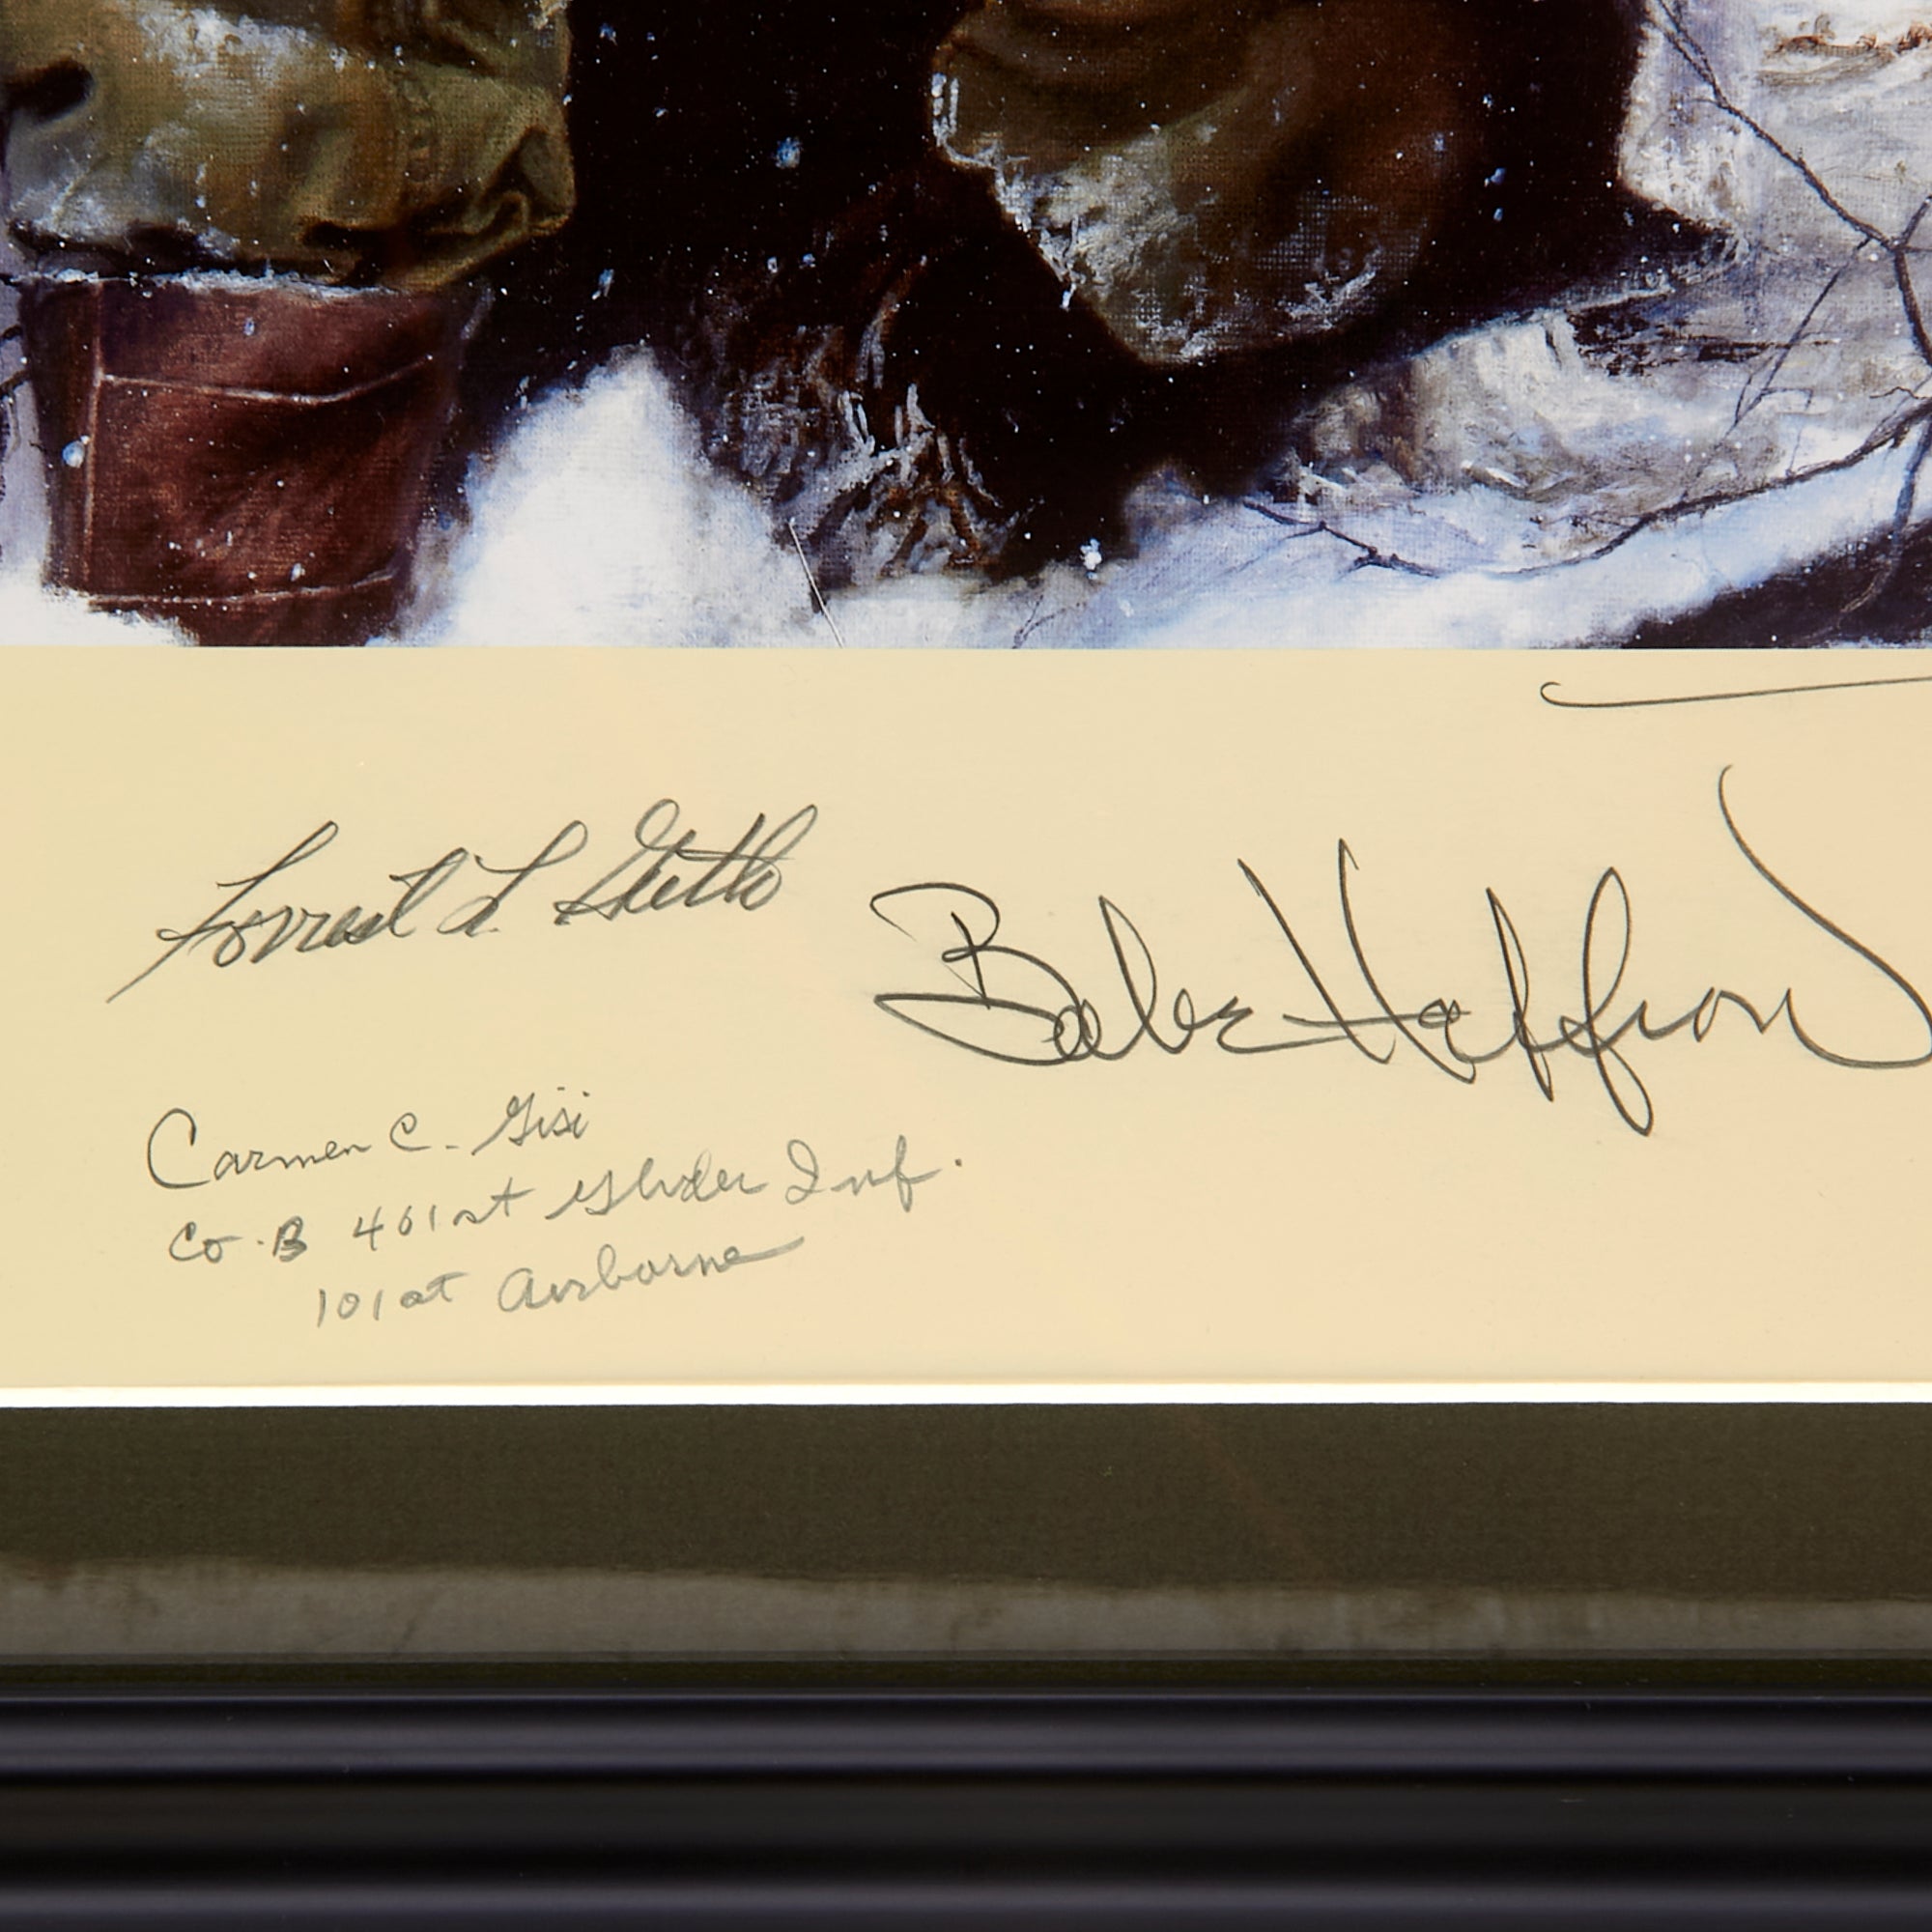 Forrest L. Guth
Babe Heffron
Carmen C. Gisi
Co. B 401st Glider Inf.
101st Airborne